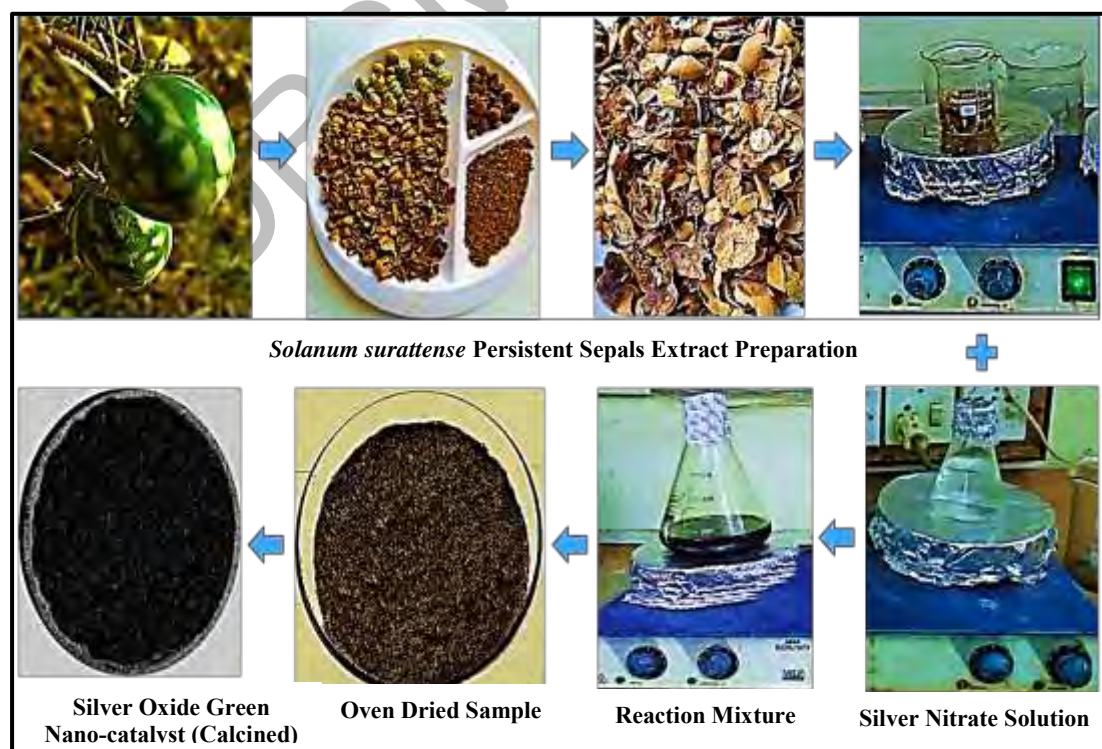 Solanum surattense Persistent Sepals Extract Preparation
Silver Oxide Green
Nano-catalyst (Calcined)
Oven Dried Sample
Reaction Mixture
Silver Nitrate Solution